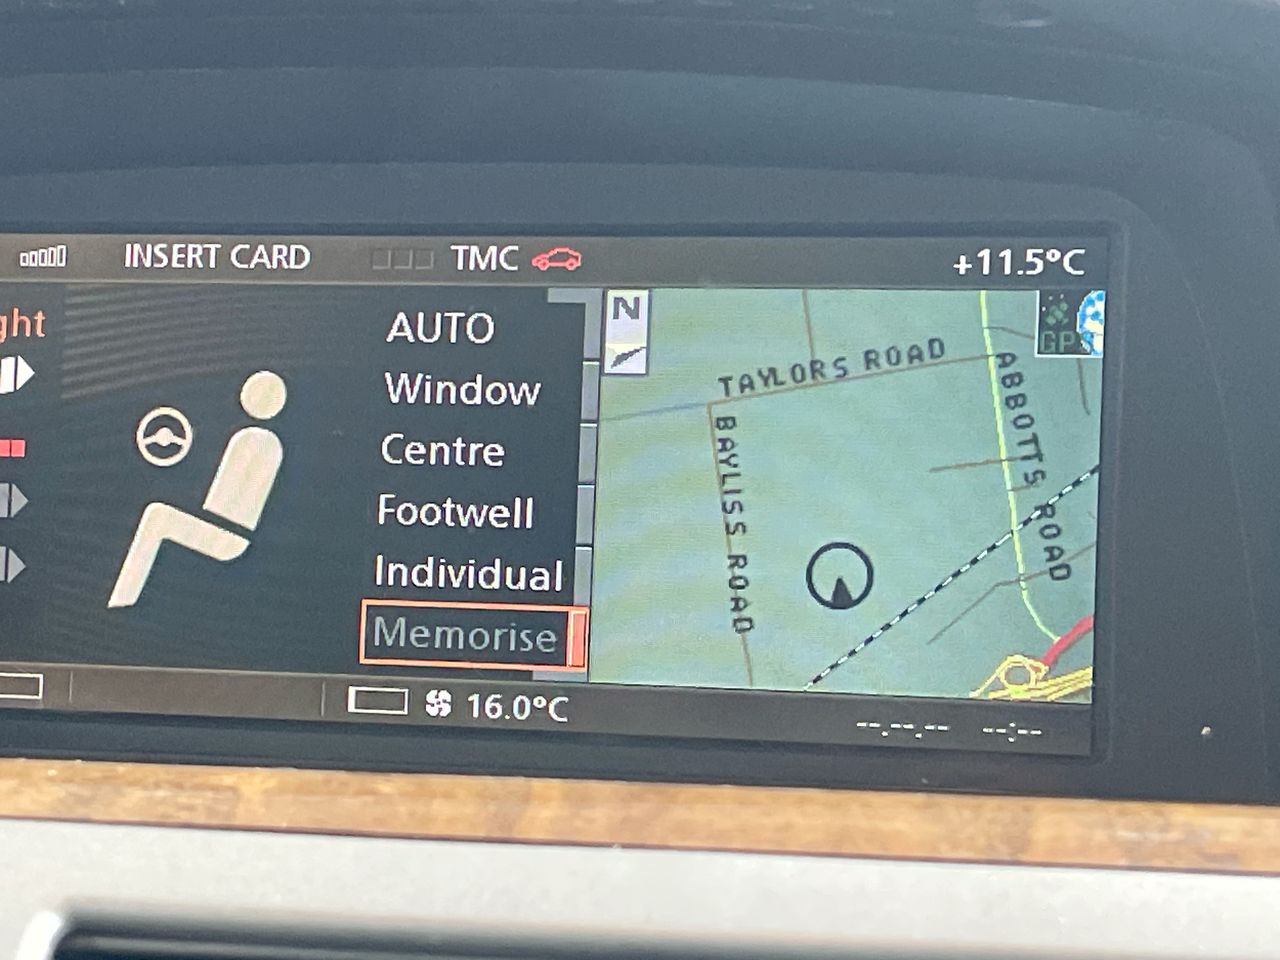 INSERT CARD TMC +11.5°C
ght
AUTO
Window
Centre
Footwell
Individual
Memorise
N
GPS
TAYLORS ROAD
BAYLISS ROAD
ABBOTTS ROAD
16.0°C
--.--.-- --:--